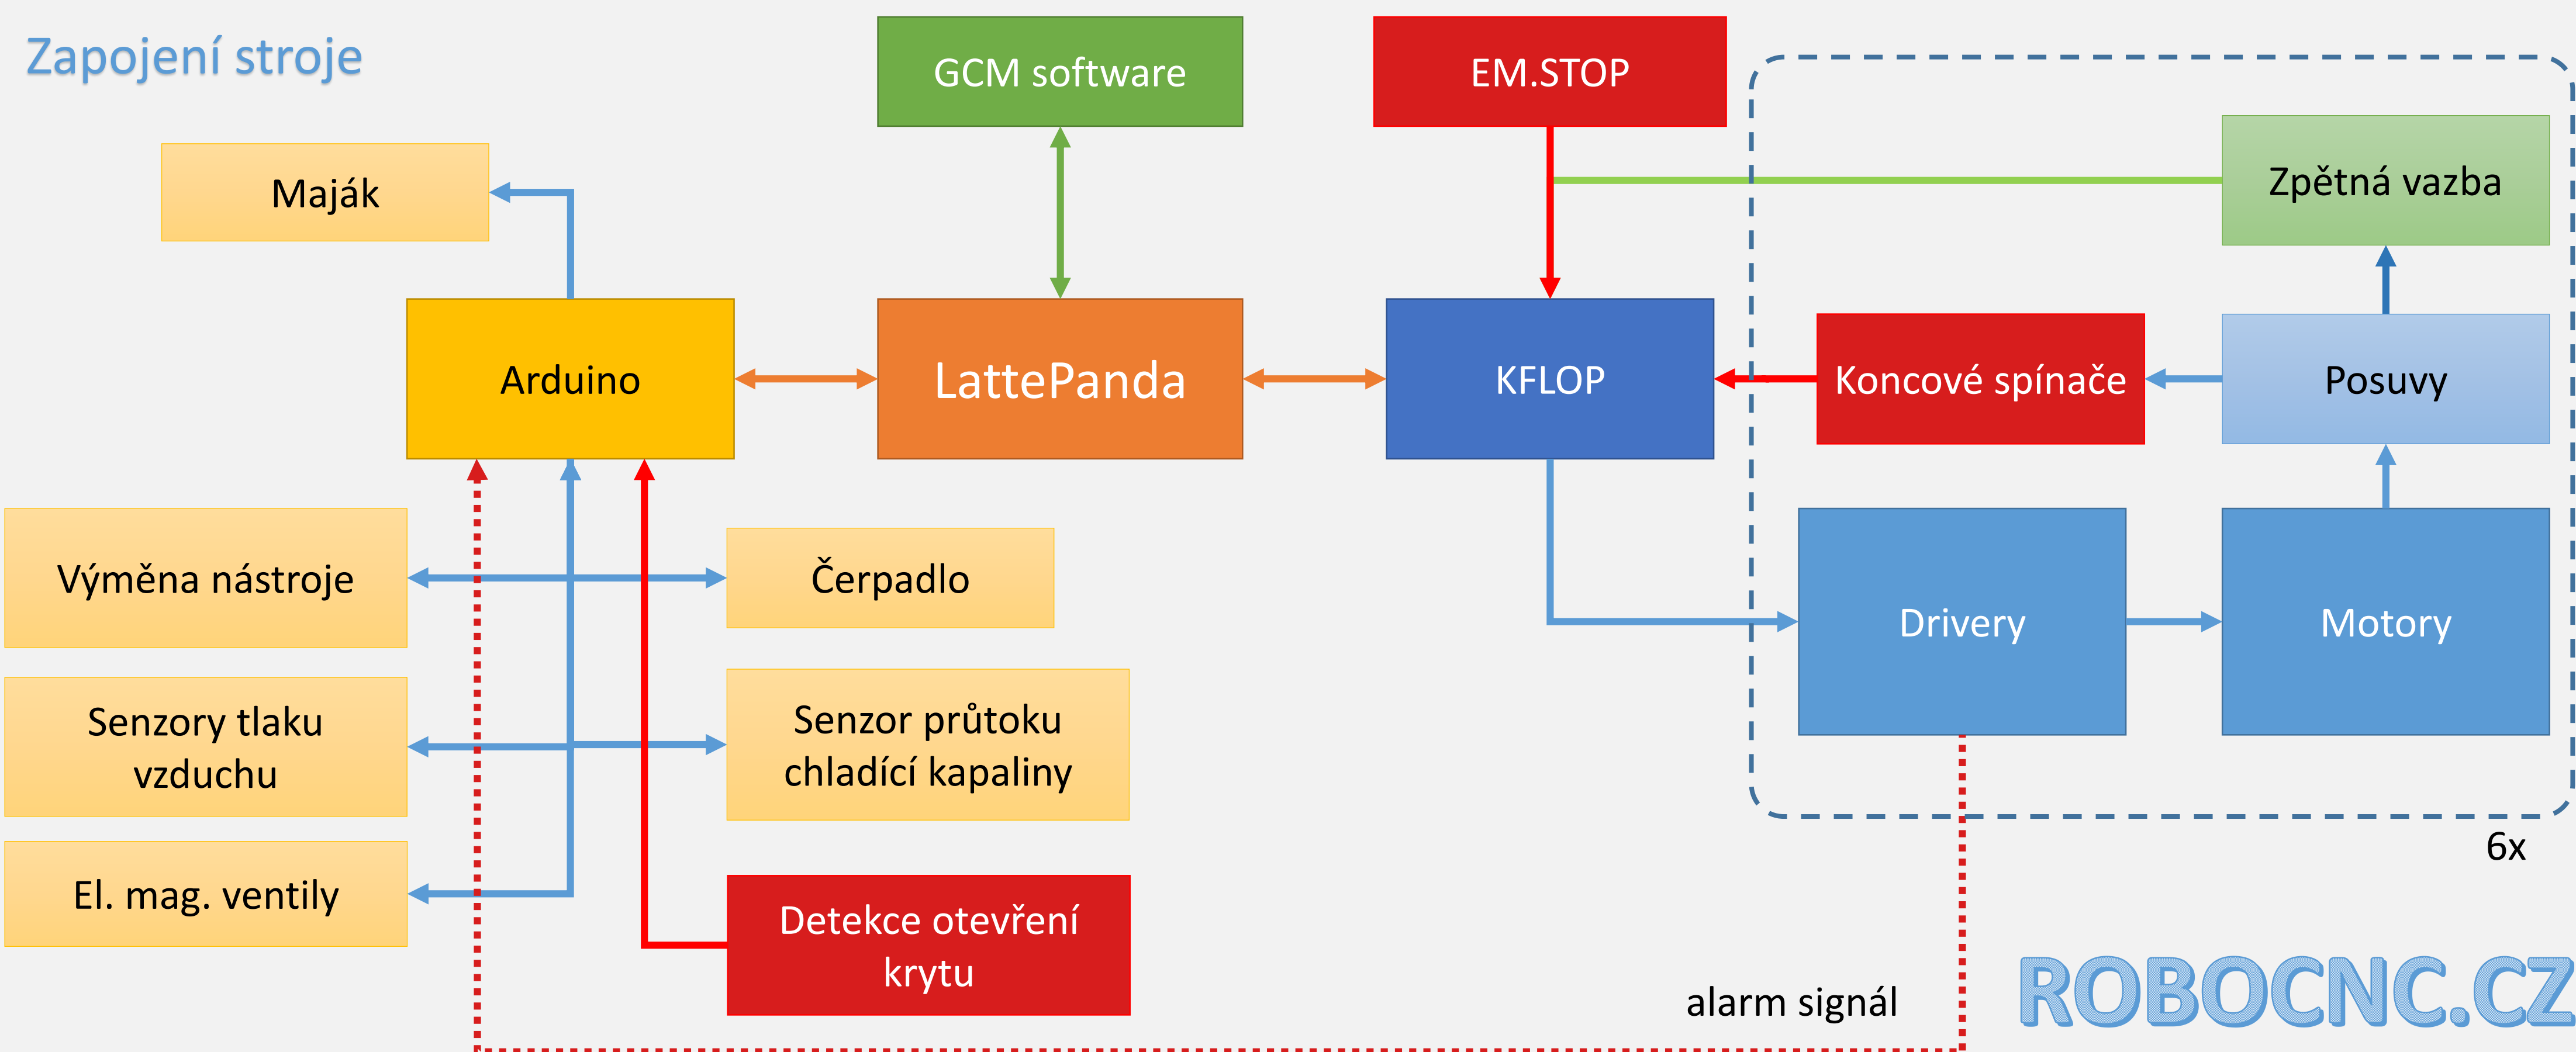 Zapojení stroje
GCM software
EM.STOP
Maják
Zpětná vazba
Arduino
LattePanda
KFLOP
Koncové spínače
Posuvy
Výměna nástroje
Čerpadlo
Drivery
Motory
Senzory tlaku
vzduchu
Senzor průtoku
chladící kapaliny
6x
El. mag. ventily
Detekce otevření
krytu
alarm signál
ROBOCNC.CZ